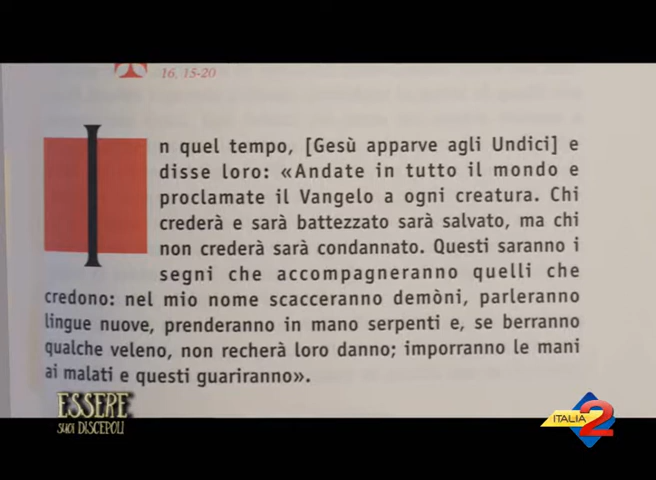 16, 15-20
In quel tempo, [Gesù apparve agli Undici] e
disse loro: «Andate in tutto il mondo e
proclamate il Vangelo a ogni creatura. Chi
crederà e sarà battezzato sarà salvato, ma chi
non crederà sarà condannato. Questi saranno i
segni che accompagneranno quelli che
credono: nel mio nome scacceranno demòni, parleranno
lingue nuove, prenderanno in mano serpenti e, se berranno
qualche veleno, non recherà loro danno; imporranno le mani
ai malati e questi guariranno».
ESSERE
SUOI DISCEPOLI
ITALIA 2